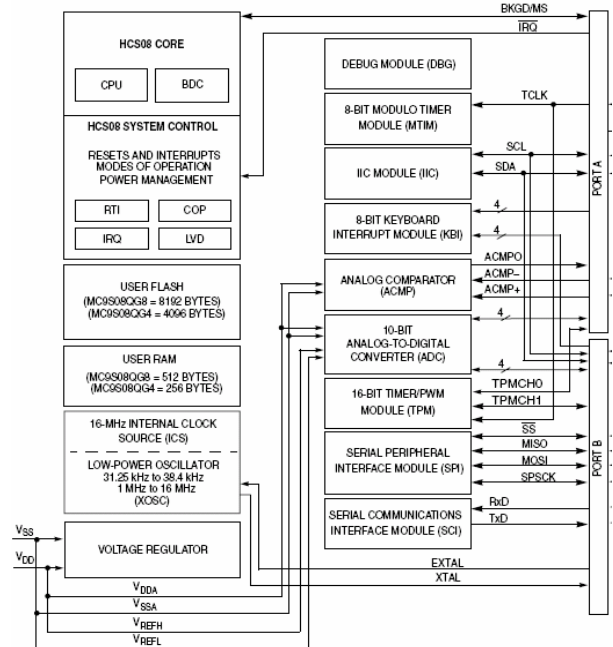 HCS08 CORE
CPU
BDC
HCS08 SYSTEM CONTROL
RESETS AND INTERRUPTS
MODES OF OPERATION
POWER MANAGEMENT
RTI
COP
IRQ
LVD
USER FLASH
(MC9S08QG8 = 8192 BYTES)
(MC9S08QG4 = 4096 BYTES)
USER RAM
(MC9S08QG8 = 512 BYTES)
(MC9S08QG4 = 256 BYTES)
16-MHz INTERNAL CLOCK
SOURCE (ICS)
LOW-POWER OSCILLATOR
31.25 kHz to 38.4 kHz
1 MHz to 16 MHz
(XOSC)
VSS
VDD
VOLTAGE REGULATOR
VDDA
VSSA
VREFH
VREFL
DEBUG MODULE (DBG)
8-BIT MODULO TIMER
MODULE (MTIM)
IIC MODULE (IIC)
8-BIT KEYBOARD
INTERRUPT MODULE (KBI)
ANALOG COMPARATOR
(ACMP)
10-BIT
ANALOG-TO-DIGITAL
CONVERTER (ADC)
16-BIT TIMER/PWM
MODULE (TPM)
SERIAL PERIPHERAL
INTERFACE MODULE (SPI)
SERIAL COMMUNICATIONS
INTERFACE MODULE (SCI)
BKGD/MS
IRQ
TCLK
SCL
SDA
4
4
ACMPO
ACMP–
ACMP+
4
4
TPMCH0
TPMCH1
SS
MISO
MOSI
SPSCK
RxD
TxD
EXTAL
XTAL
PORT A
PORT B